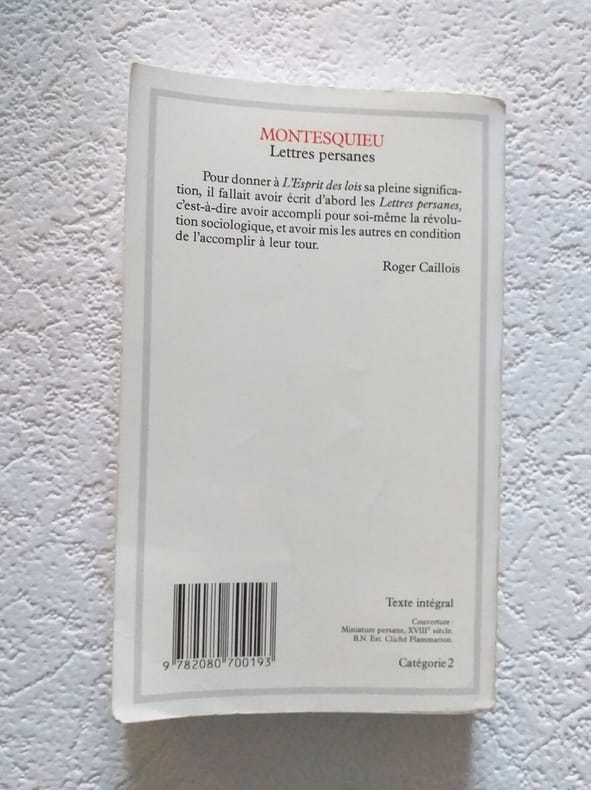 MONTESQUIEU
Lettres persanes
Pour donner à L'Esprit des lois sa pleine significa-
tion, il fallait avoir écrit d'abord les Lettres persanes,
c'est-à-dire avoir accompli pour soi-même la révolu-
tion sociologique, et avoir mis les autres en condition
de l'accomplir à leur tour.
Roger Caillois
Texte intégral
Couverture :
Miniature persane, XVIIIe siècle.
B.N. Est. Cliché Flammarion.
9 782080 700193
Catégorie 2